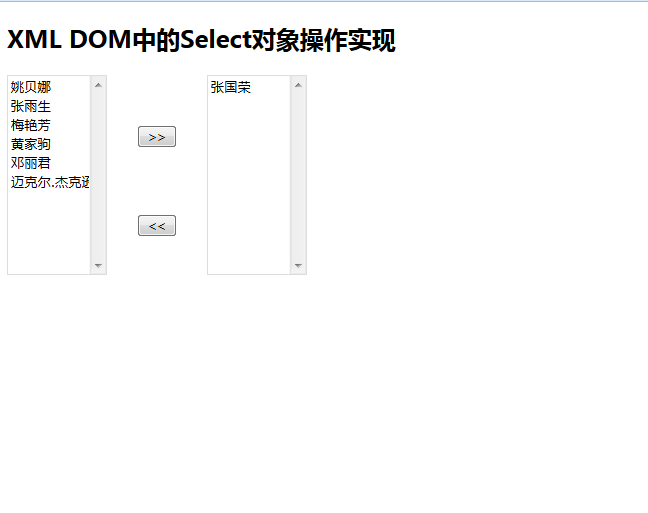 XML DOM中的Select对象操作实现
姚贝娜
张雨生
梅艳芳
黄家驹
邓丽君
迈克尔.杰克逊
>>
<<
张国荣